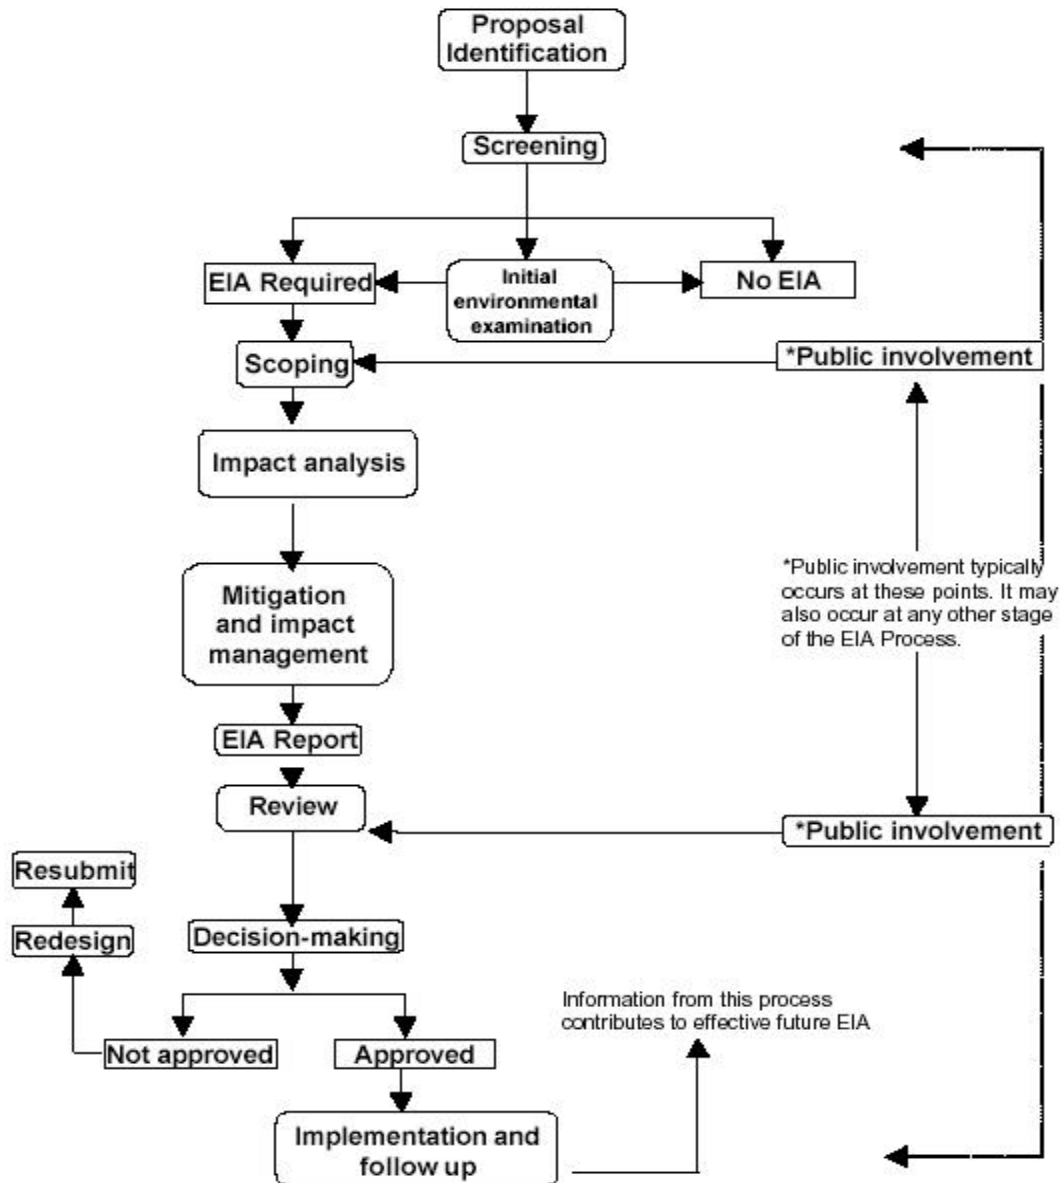 Proposal
Identification
Screening
EIA Required
Initial
environmental
examination
No EIA
Scoping
*Public involvement
Impact analysis
*Public involvement typically
occurs at these points. It may
also occur at any other stage
of the EIA Process.
Mitigation
and impact
management
EIA Report
Review
*Public involvement
Resubmit
Redesign
Decision-making
Not approved
Approved
Information from this process
contributes to effective future EIA
Implementation and
follow up